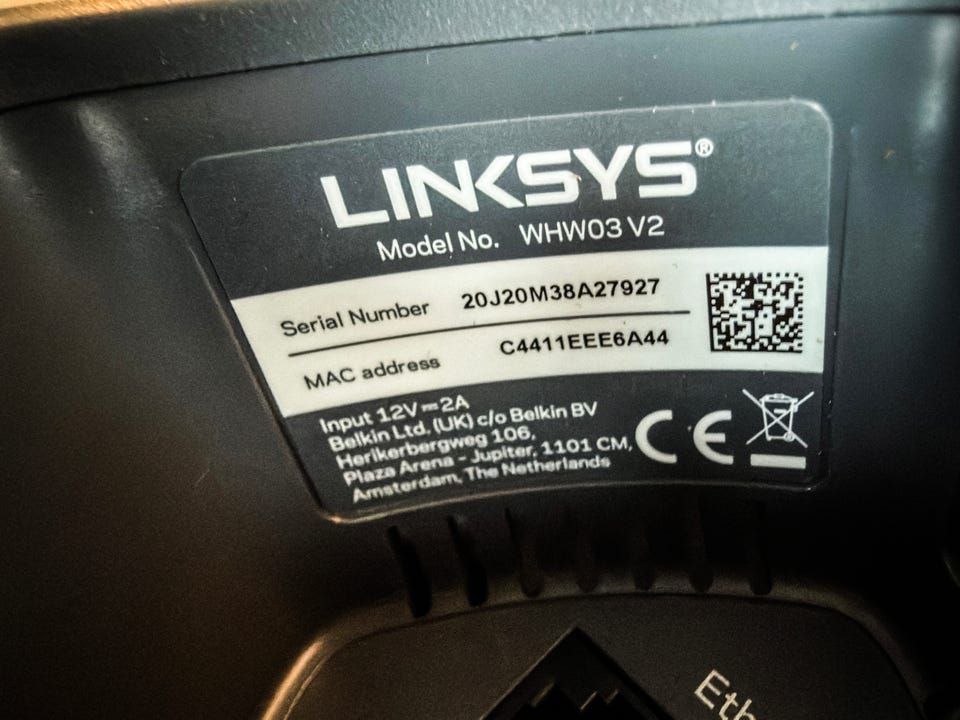 LINKSYS®
Model No. WHW03 V2
Serial Number 20J20M38A27927
MAC address C4411EEE6A44
Input 12V⎓2A
Belkin Ltd. (UK) c/o Belkin BV
Herikerbergweg 106,
Plaza Arena - Jupiter, 1101 CM,
Amsterdam, The Netherlands
CE
Eth